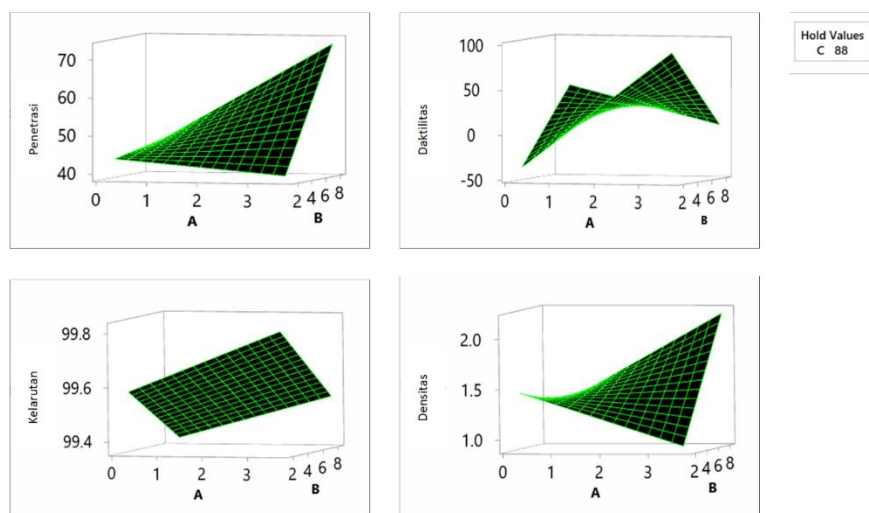 70
60
50
40
Penetrasi
0 1 2 3 2 4 6 8
A B
100
50
0
-50
Daktilitas
0 1 2 3 2 4 6 8
A B
Hold Values
C 88
99.8
99.6
99.4
Kelarutan
0 1 2 3 2 4 6 8
A B
2.0
1.5
1.0
Densitas
0 1 2 3 2 4 6 8
A B